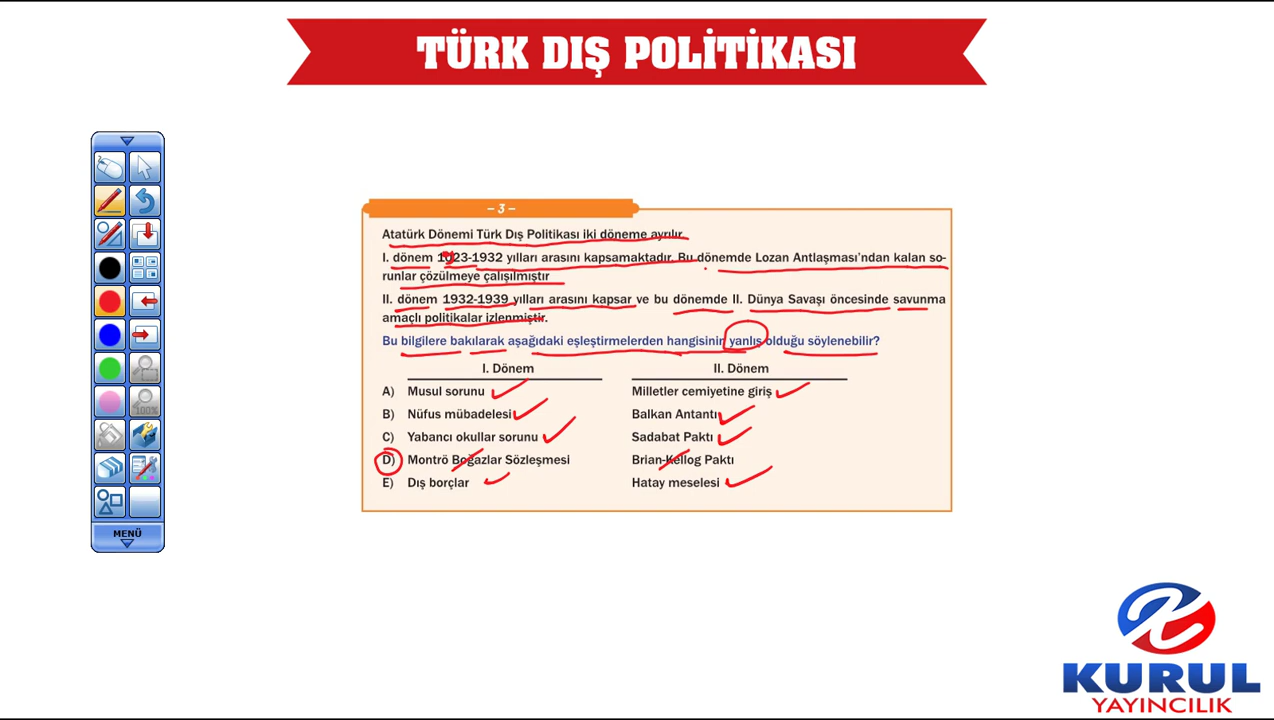 TÜRK DIŞ POLİTİKASI
– 3 –
Atatürk Dönemi Türk Dış Politikası iki döneme ayrılır.
I. dönem 1923-1932 yılları arasını kapsamaktadır. Bu dönemde Lozan Antlaşması’ndan kalan so-
runlar çözülmeye çalışılmıştır
II. dönem 1932-1939 yılları arasını kapsar ve bu dönemde II. Dünya Savaşı öncesinde savunma
amaçlı politikalar izlenmiştir.
Bu bilgilere bakılarak aşağıdaki eşleştirmelerden hangisinin yanlış olduğu söylenebilir?
I. Dönem II. Dönem
A) Musul sorunu Milletler cemiyetine giriş
B) Nüfus mübadelesi Balkan Antantı
C) Yabancı okullar sorunu Sadabat Paktı
D) Montrö Boğazlar Sözleşmesi Brian-Kellog Paktı
E) Dış borçlar Hatay meselesi
100%
MENÜ
KURUL
YAYINCILIK